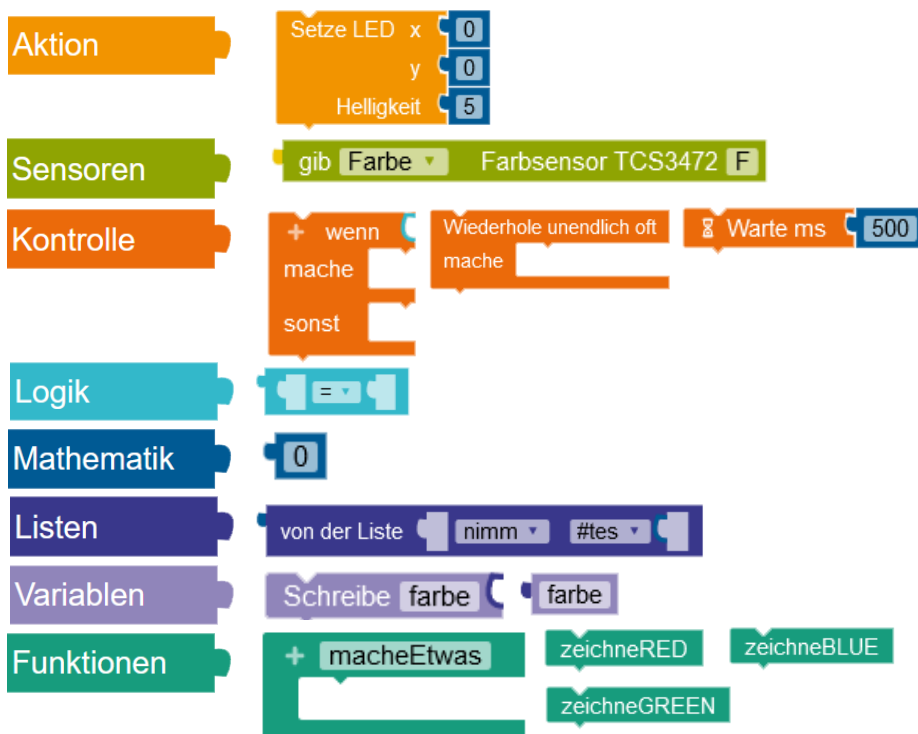 Aktion
Setze LED x 0
y 0
Helligkeit 5
Sensoren
gib Farbe Farbsensor TCS3472 F
Kontrolle
+ wenn
mache
sonst
Wiederhole unendlich oft
mache
Warte ms 500
Logik
=
Mathematik
0
Listen
von der Liste nimm #tes
Variablen
Schreibe farbe
farbe
Funktionen
+ macheEtwas
zeichneRED
zeichneBLUE
zeichneGREEN